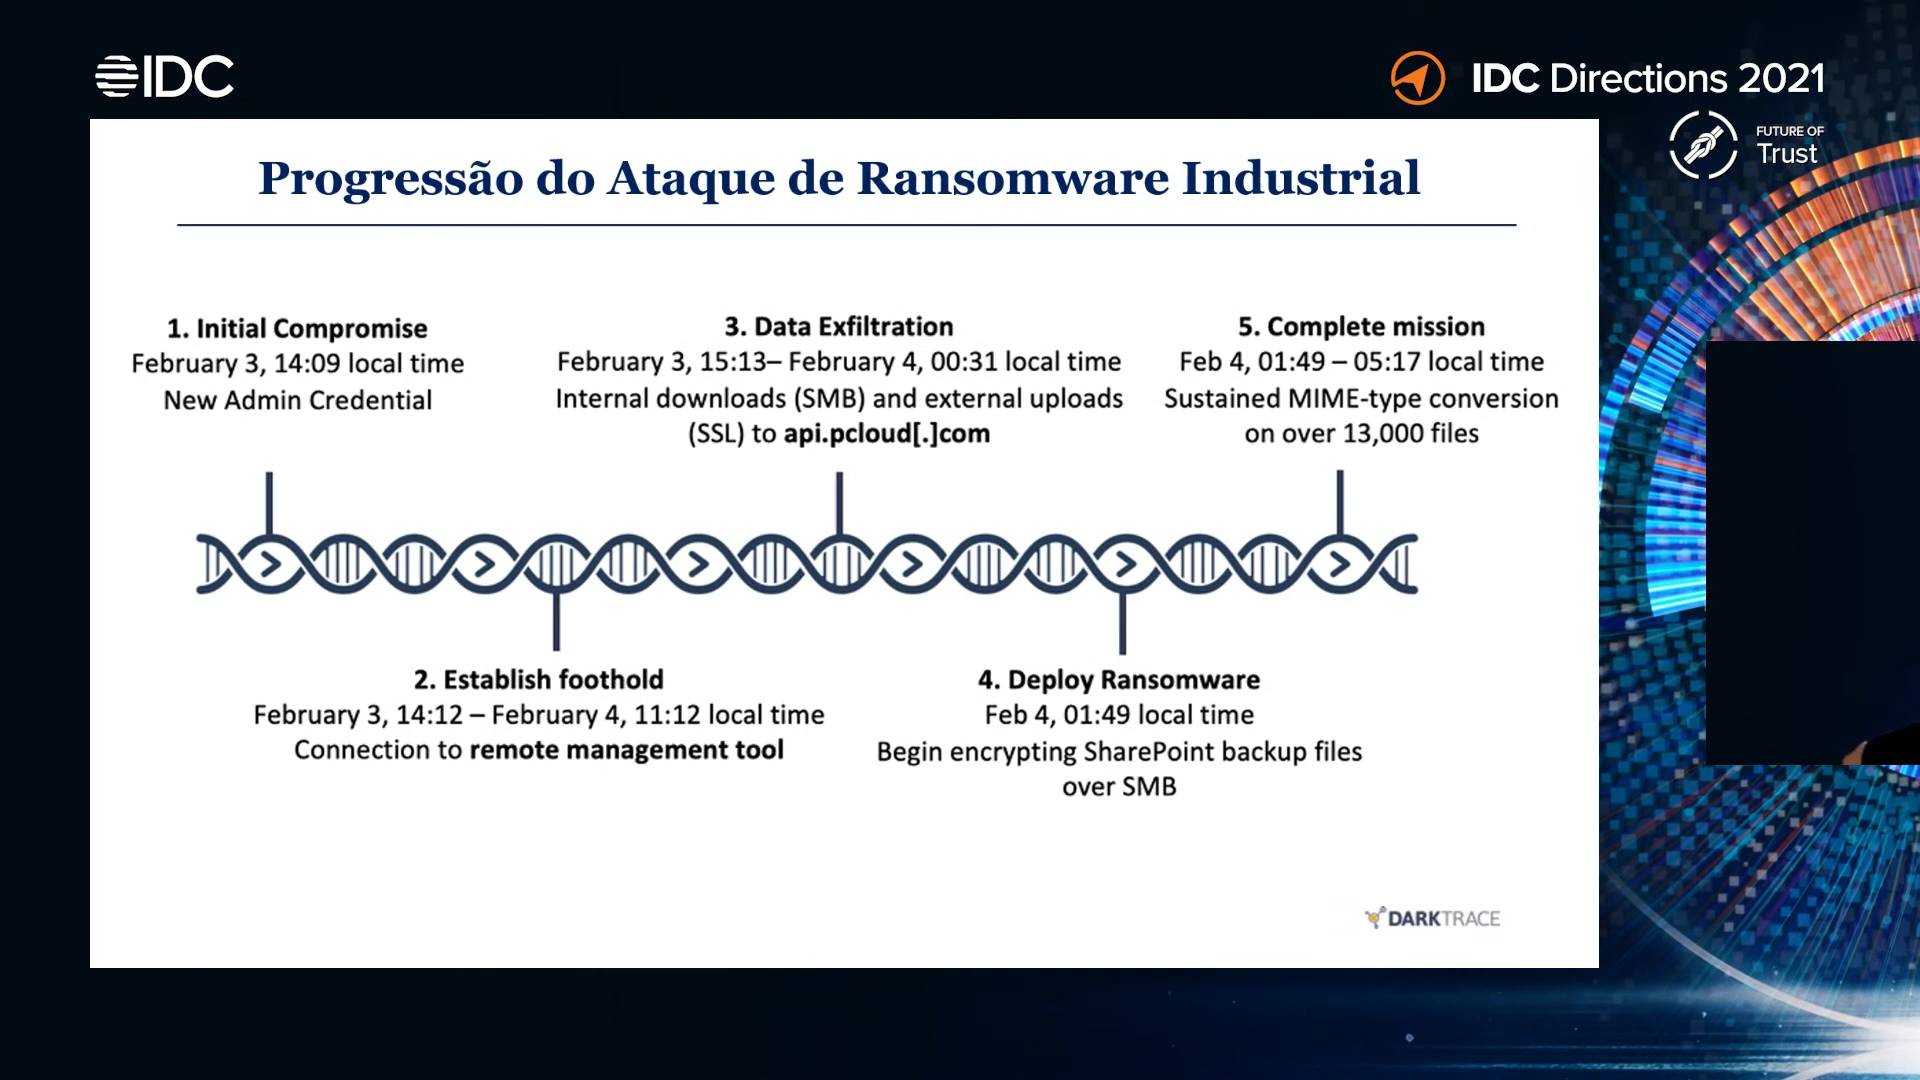 IDC
IDC Directions 2021
FUTURE OF
Trust
Progressão do Ataque de Ransomware Industrial
1. Initial Compromise
February 3, 14:09 local time
New Admin Credential
3. Data Exfiltration
February 3, 15:13– February 4, 00:31 local time
Internal downloads (SMB) and external uploads
(SSL) to api.pcloud[.]com
5. Complete mission
Feb 4, 01:49 – 05:17 local time
Sustained MIME-type conversion
on over 13,000 files
2. Establish foothold
February 3, 14:12 – February 4, 11:12 local time
Connection to remote management tool
4. Deploy Ransomware
Feb 4, 01:49 local time
Begin encrypting SharePoint backup files
over SMB
DARKTRACE